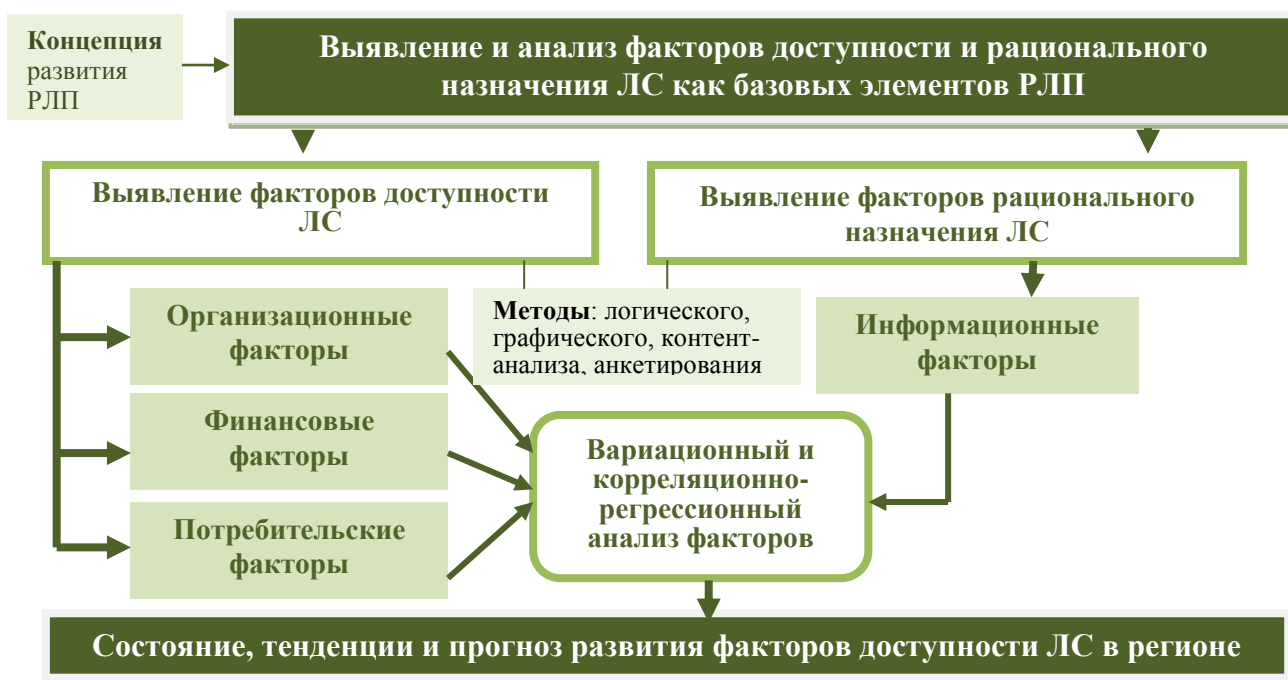 Концепция
развития
РЛП
Выявление и анализ факторов доступности и рационального
назначения ЛС как базовых элементов РЛП
Выявление факторов доступности
ЛС
Выявление факторов рационального
назначения ЛС
Организационные
факторы
Методы: логического,
графического, контент-
анализа, анкетирования
Информационные
факторы
Финансовые
факторы
Вариационный и
корреляционно-
регрессионный
анализ факторов
Потребительские
факторы
Состояние, тенденции и прогноз развития факторов доступности ЛС в регионе